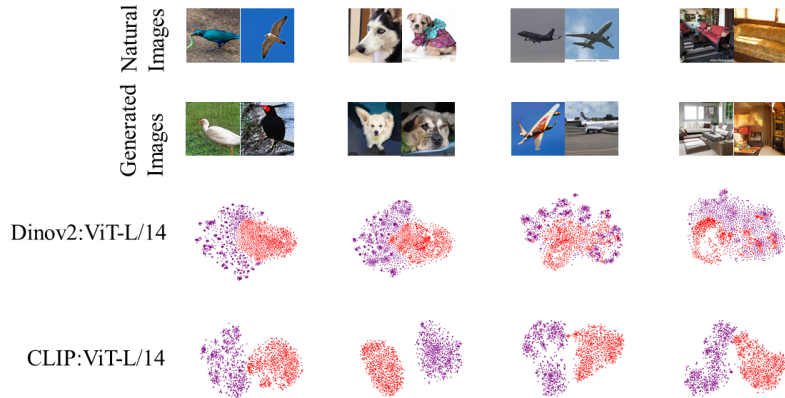 Natural
Images
Generated
Images
Dinov2:ViT-L/14
CLIP:ViT-L/14